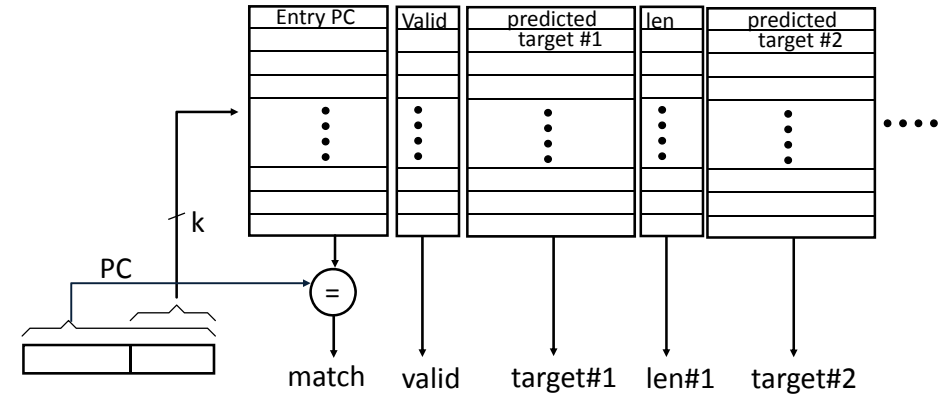 Entry PC
Valid
predicted
target #1
len
predicted
target #2
k
PC
=
match
valid
target#1
len#1
target#2